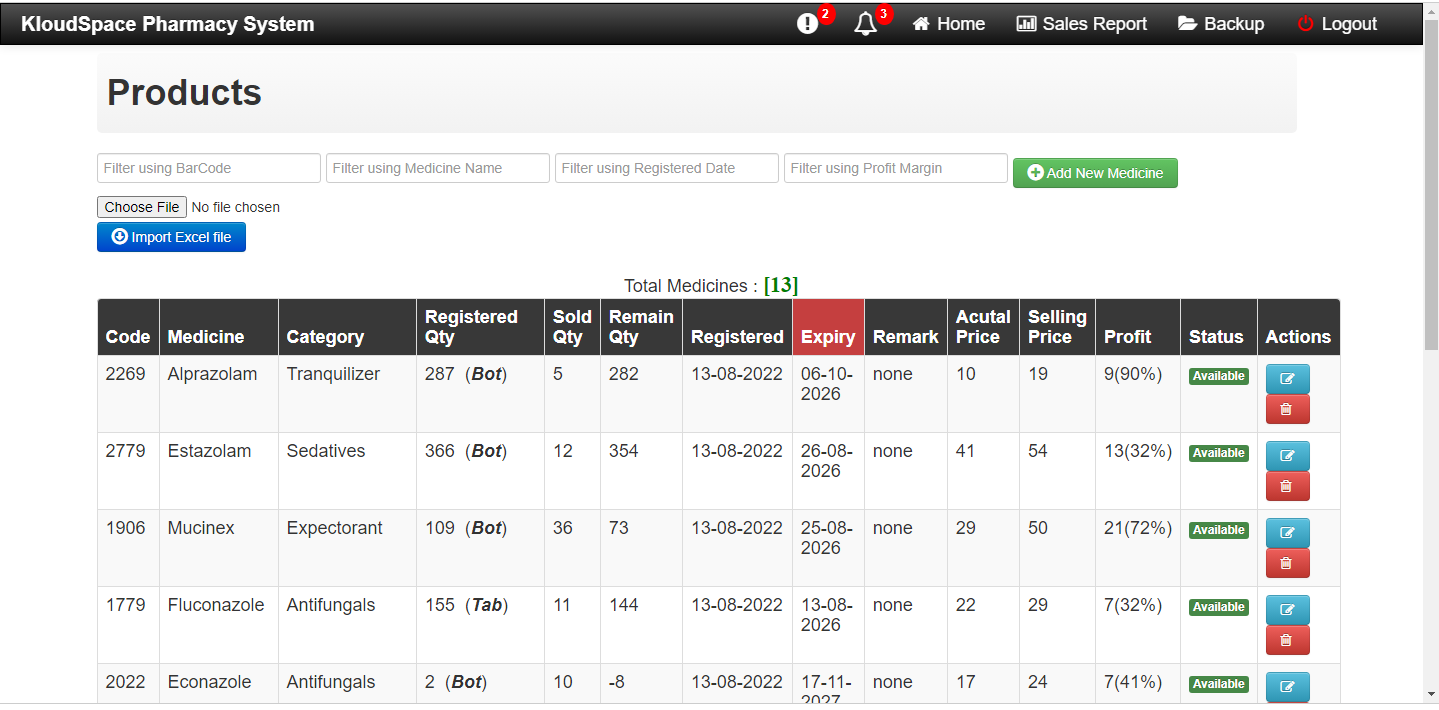 KloudSpace Pharmacy System 2 3 Home Sales Report Backup Logout
Products
Filter using BarCode Filter using Medicine Name Filter using Registered Date Filter using Profit Margin Add New Medicine
Choose File No file chosen
Import Excel file
Total Medicines : [13]
Code Medicine Category Registered Qty Sold Qty Remain Qty Registered Expiry Remark Acutal Price Selling Price Profit Status Actions
2269 Alprazolam Tranquilizer 287 (Bot) 5 282 13-08-2022 06-10-2026 none 10 19 9(90%) Available
2779 Estazolam Sedatives 366 (Bot) 12 354 13-08-2022 26-08-2026 none 41 54 13(32%) Available
1906 Mucinex Expectorant 109 (Bot) 36 73 13-08-2022 25-08-2026 none 29 50 21(72%) Available
1779 Fluconazole Antifungals 155 (Tab) 11 144 13-08-2022 13-08-2026 none 22 29 7(32%) Available
2022 Econazole Antifungals 2 (Bot) 10 -8 13-08-2022 17-11-2027 none 17 24 7(41%) Available